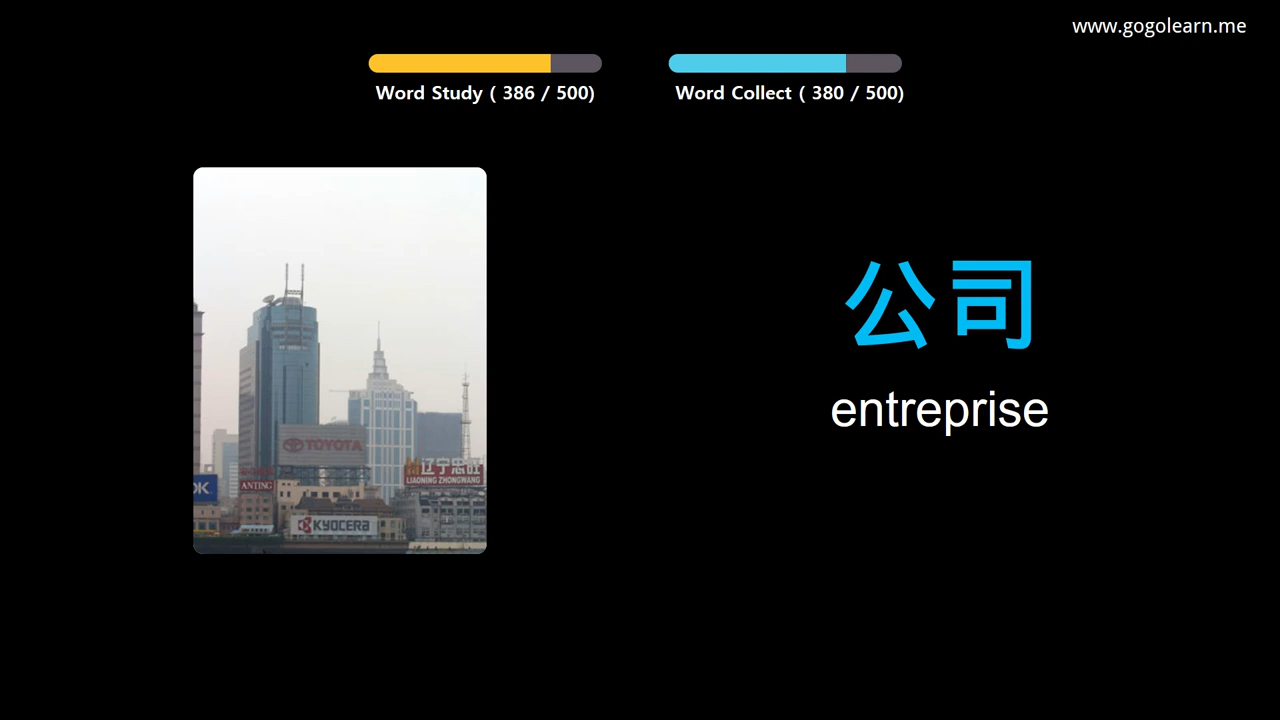 www.gogolearn.me
Word Study ( 386 / 500)
Word Collect ( 380 / 500)
公司
entreprise
TOYOTA
辽宁忠旺
LIAONING ZHONGWANG
OK
ANTING
KYOCERA